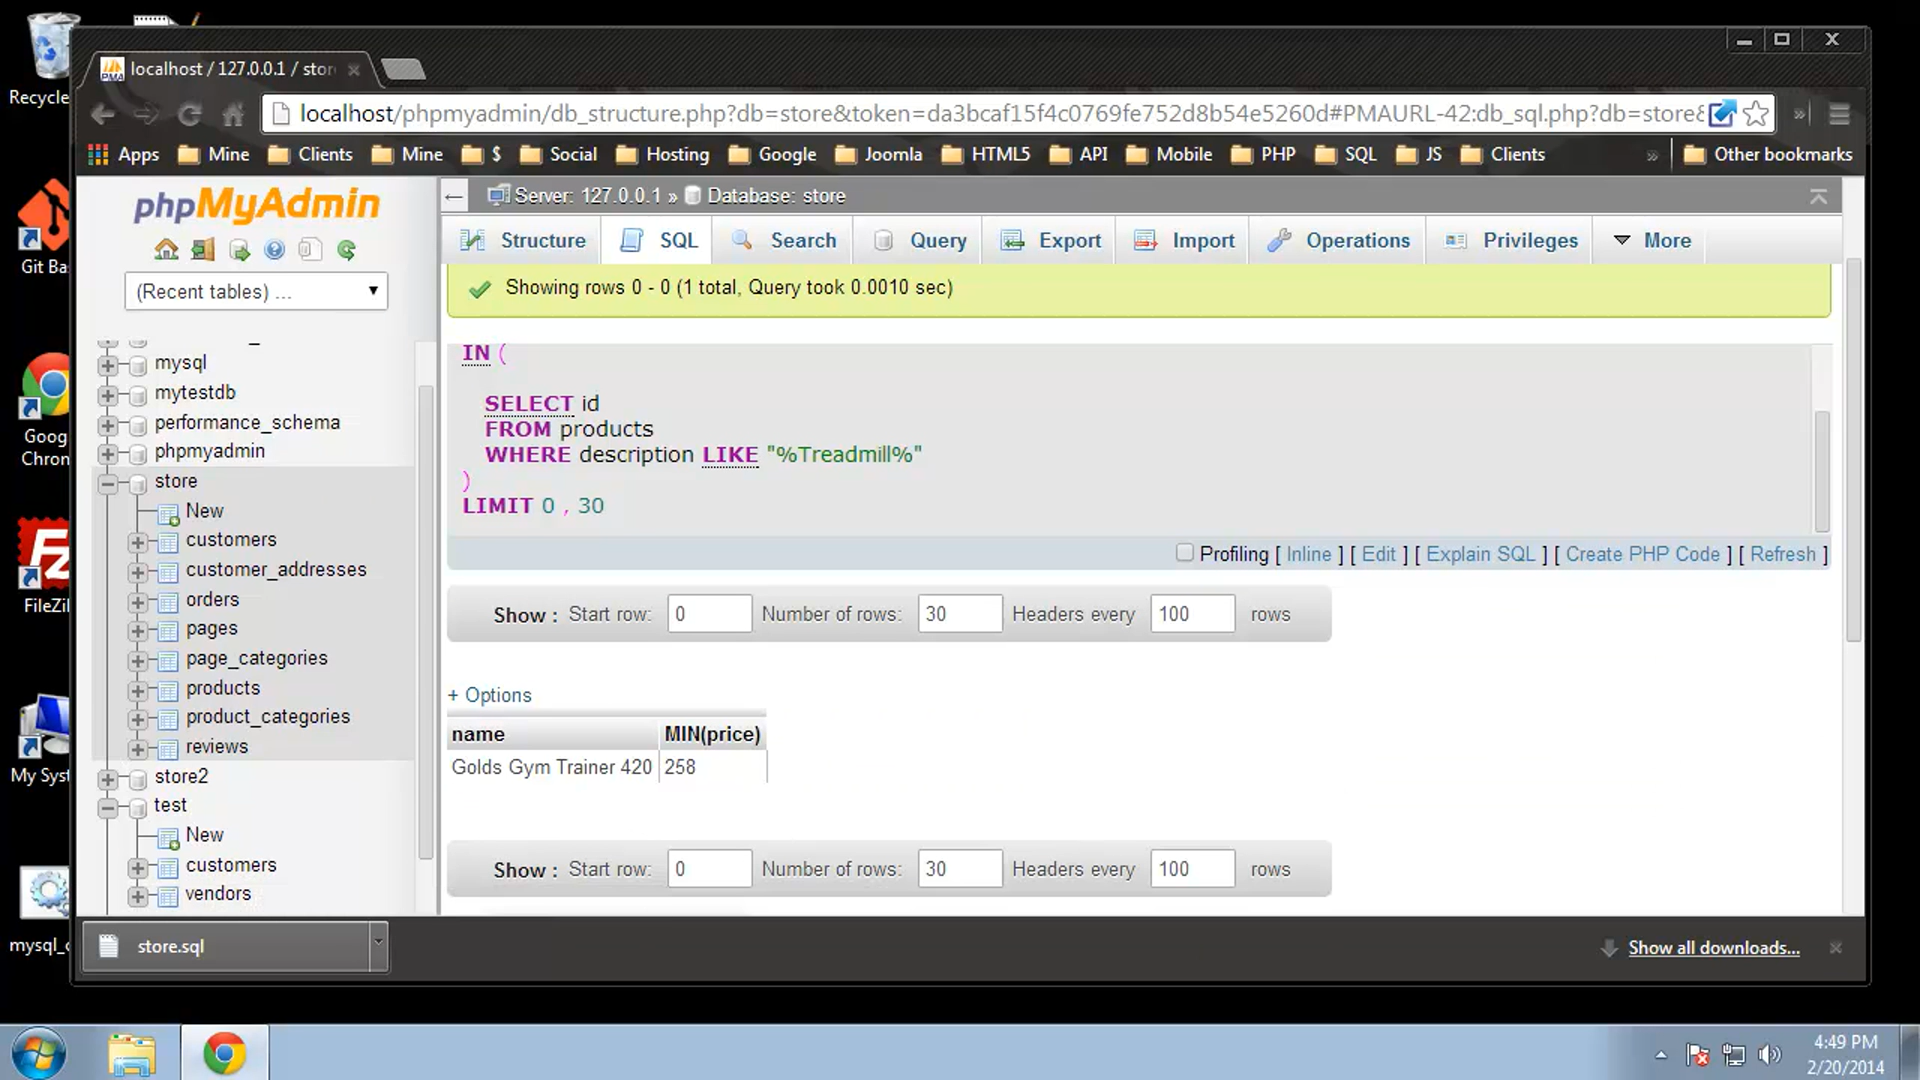 Recycle
localhost / 127.0.0.1 / stor
localhost/phpmyadmin/db_structure.php?db=store&token=da3bcaf15f4c0769fe752d8b54e5260d#PMAURL-42:db_sql.php?db=store&
Apps Mine Clients Mine $ Social Hosting Google Joomla HTML5 API Mobile PHP SQL JS Clients » Other bookmarks
phpMyAdmin
Server: 127.0.0.1 » Database: store
Structure SQL Search Query Export Import Operations Privileges More
(Recent tables) ...
Showing rows 0 - 0 (1 total, Query took 0.0010 sec)
mysql
mytestdb
performance_schema
phpmyadmin
store
New
customers
customer_addresses
orders
pages
page_categories
products
product_categories
reviews
store2
test
New
customers
vendors
IN (
SELECT id
FROM products
WHERE description LIKE "%Treadmill%"
)
LIMIT 0 , 30
Profiling [ Inline ] [ Edit ] [ Explain SQL ] [ Create PHP Code ] [ Refresh ]
Show : Start row: 0 Number of rows: 30 Headers every 100 rows
+ Options
name MIN(price)
Golds Gym Trainer 420 258
Show : Start row: 0 Number of rows: 30 Headers every 100 rows
Git Ba
Goog
Chron
FileZil
My Syst
mysql_c
store.sql
Show all downloads...
4:49 PM
2/20/2014